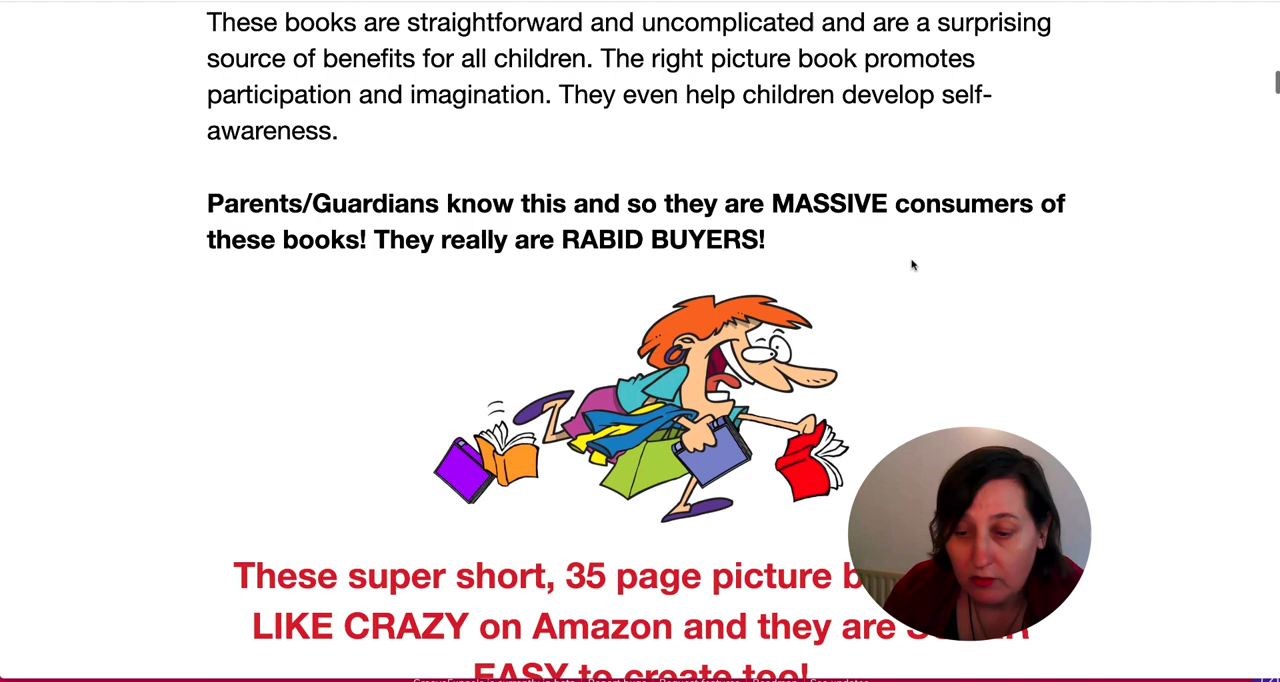 These books are straightforward and uncomplicated and are a surprising
source of benefits for all children. The right picture book promotes
participation and imagination. They even help children develop self-
awareness.
Parents/Guardians know this and so they are MASSIVE consumers of
these books! They really are RABID BUYERS!
These super short, 35 page picture
LIKE CRAZY on Amazon and they are
EASY to create too!